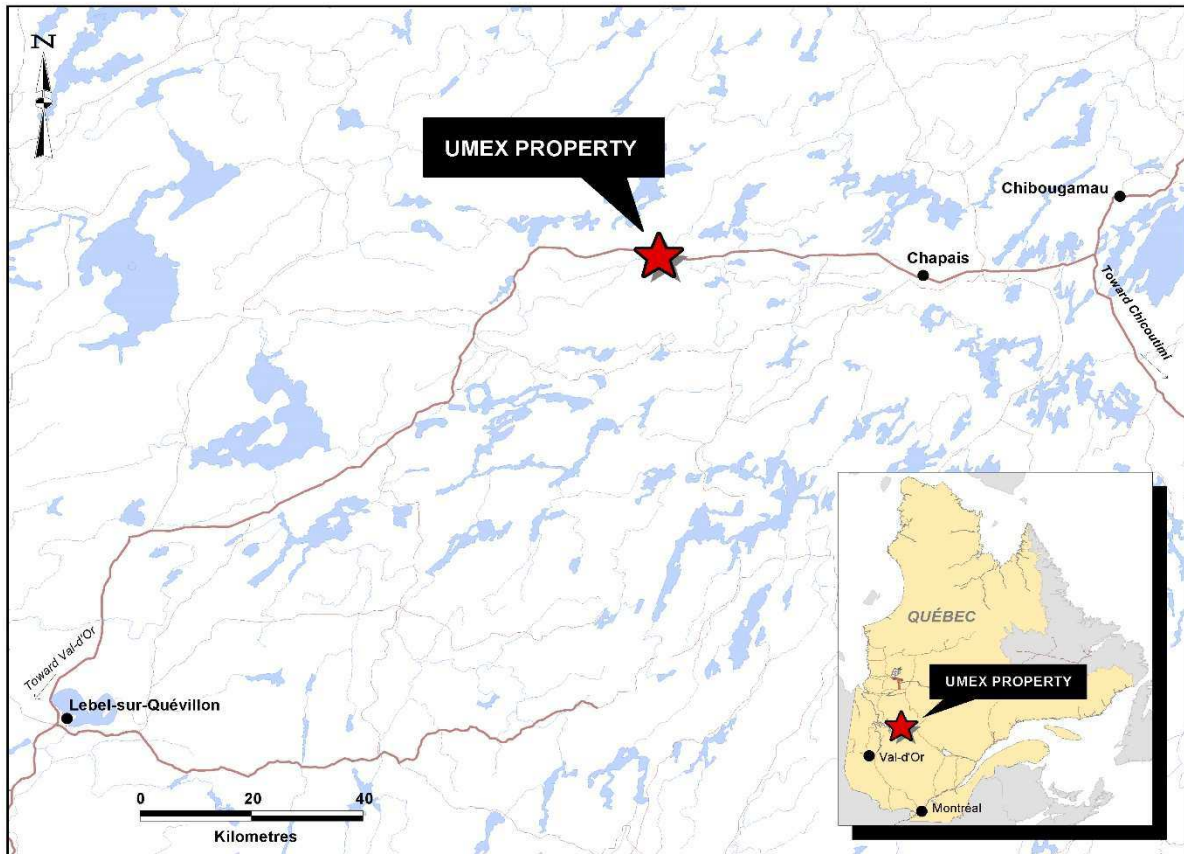 N
UMEX PROPERTY
Chibougamau
Chapais
Toward Chicoutimi
QUÉBEC
UMEX PROPERTY
Val-d'Or
Montréal
Toward Val-d'Or
Lebel-sur-Quévillon
0 20 40
Kilometres